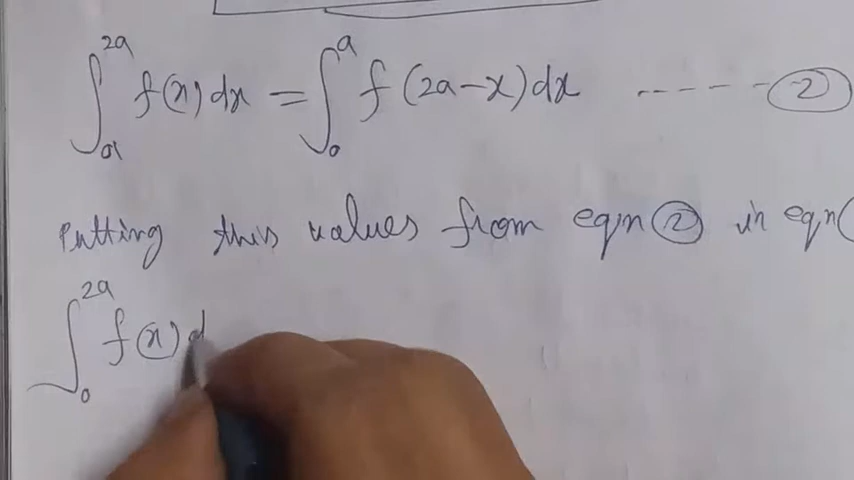 ∫_a^{2a} f(x) dx = ∫_0^a f(2a-x) dx ------ (2)
Putting this values from eqn (2) in eqn (
∫_0^{2a} f(x) d